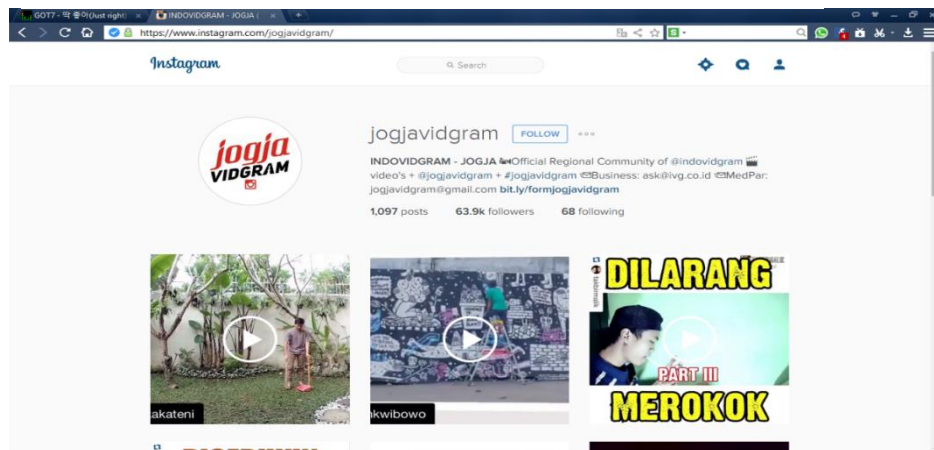 GOT7 - 딱 좋아(Just right)
INDOVIDGRAM - JOGJA (
https://www.instagram.com/jogjavidgram/
Instagram
Search
jogja
VIDGRAM
jogjavidgram FOLLOW
INDOVIDGRAM - JOGJA Official Regional Community of @indovidgram
video's + @jogjavidgram + #jogjavidgram Business: ask@ivg.co.id MedPar:
jogjavidgram@gmail.com bit.ly/formjogjavidgram
1,097 posts 63.9k followers 68 following
akateni
nkwibowo
DILARANG
PART III
MEROKOK